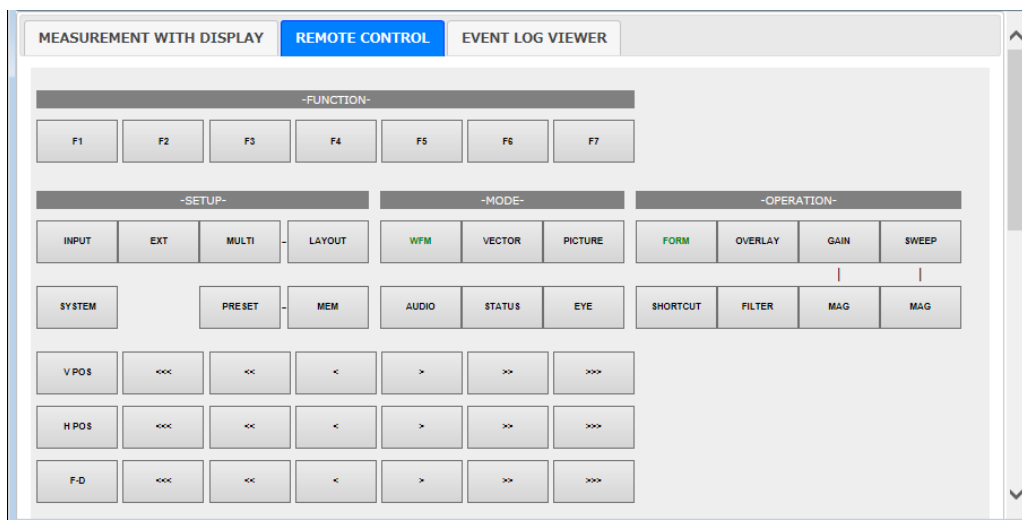 MEASUREMENT WITH DISPLAY REMOTE CONTROL EVENT LOG VIEWER
-FUNCTION-
F1 F2 F3 F4 F5 F6 F7
-SETUP- -MODE- -OPERATION-
INPUT EXT MULTI - LAYOUT WFM VECTOR PICTURE FORM OVERLAY GAIN SWEEP
SYSTEM PRESET - MEM AUDIO STATUS EYE SHORTCUT FILTER MAG MAG
V POS <<< << < > >> >>>
H POS <<< << < > >> >>>
F-D <<< << < > >> >>>